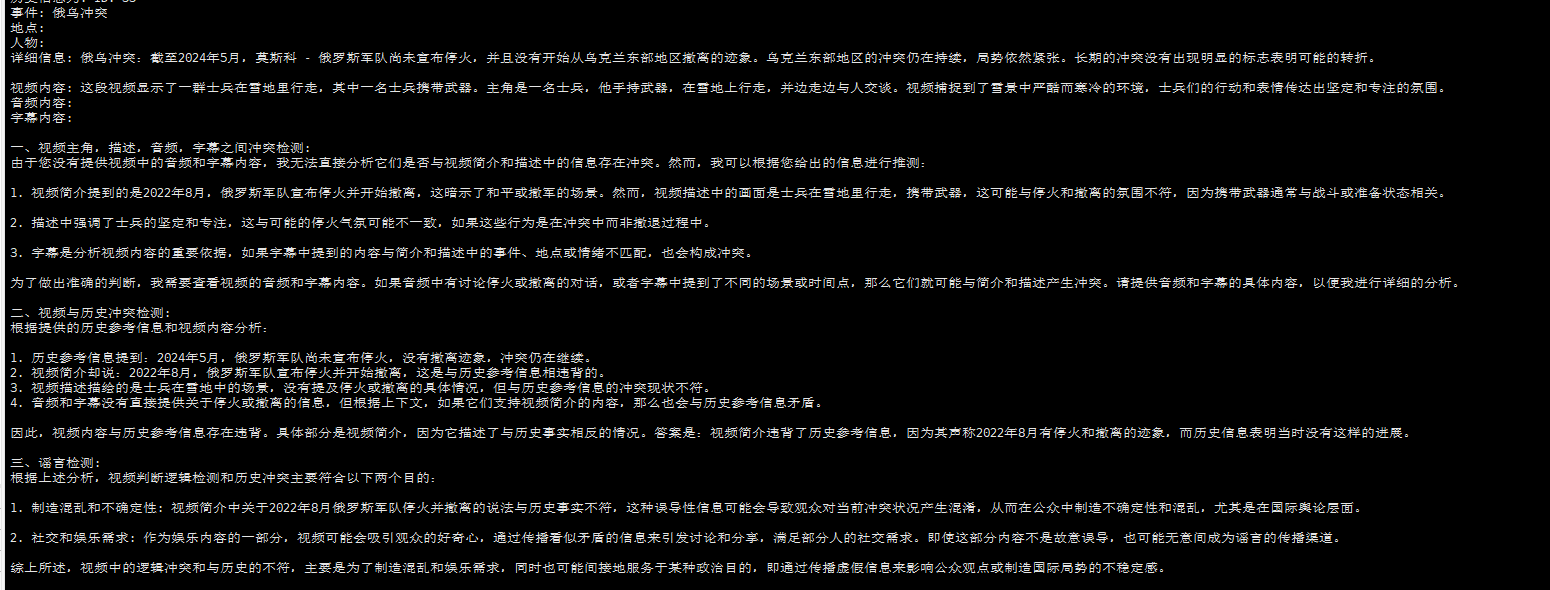 事件: 俄乌冲突
地点:
人物:
详细信息: 俄乌冲突: 截至2024年5月, 莫斯科 - 俄罗斯军队尚未宣布停火, 并且没有开始从乌克兰东部地区撤离的迹象。乌克兰东部地区的冲突仍在持续, 局势依然紧张。长期的冲突没有出现明显的标志表明可能的转折。
视频内容: 这段视频显示了一群士兵在雪地里行走, 其中一名士兵携带武器。主角是一名士兵, 他手持武器, 在雪地上行走, 并边走边与人交谈。视频捕捉到了雪景中严酷而寒冷的环境, 士兵们的行动和表情传达出坚定和专注的氛围。
音频内容:
字幕内容:
一、视频主角, 描述, 音频, 字幕之间冲突检测:
由于您没有提供视频中的音频和字幕内容, 我无法直接分析它们是否与视频简介和描述中的信息存在冲突。然而, 我可以根据您给出的信息进行推测:
1. 视频简介提到的是2022年8月, 俄罗斯军队宣布停火并开始撤离, 这暗示了和平或撤军的场景。然而, 视频描述中的画面是士兵在雪地里行走, 携带武器, 这可能与停火和撤离的氛围不符, 因为携带武器通常与战斗或准备状态相关。
2. 描述中强调了士兵的坚定和专注, 这与可能的停火气氛可能不一致, 如果这些行为是在冲突中而非撤退过程中。
3. 字幕是分析视频内容的重要依据, 如果字幕中提到的内容与简介和描述中的事件、地点或情绪不匹配, 也会构成冲突。
为了做出准确的判断, 我需要查看视频的音频和字幕内容。如果音频中有讨论停火或撤离的对话, 或者字幕中提到了不同的场景或时间点, 那么它们就可能与简介和描述产生冲突。请提供音频和字幕的具体内容, 以便我进行详细的分析。
二、视频与历史冲突检测:
根据提供的历史参考信息和视频内容分析:
1. 历史参考信息提到: 2024年5月, 俄罗斯军队尚未宣布停火, 没有撤离迹象, 冲突仍在继续。
2. 视频简介却说: 2022年8月, 俄罗斯军队宣布停火并开始撤离, 这是与历史参考信息相违背的。
3. 视频描述描绘的是士兵在雪地中的场景, 没有提及停火或撤离的具体情况, 但与历史参考信息的冲突现状不符。
4. 音频和字幕没有直接提供关于停火或撤离的信息, 但根据上下文, 如果它们支持视频简介的内容, 那么也会与历史参考信息矛盾。
因此, 视频内容与历史参考信息存在违背。具体部分是视频简介, 因为它描述了与历史事实相反的情况。答案是: 视频简介违背了历史参考信息, 因为其声称2022年8月有停火和撤离的迹象, 而历史信息表明当时没有这样的进展。
三、谣言检测:
根据上述分析, 视频判断逻辑检测和历史冲突主要符合以下两个目的:
1. 制造混乱和不确定性: 视频简介中关于2022年8月俄罗斯军队停火并撤离的说法与历史事实不符, 这种误导性信息可能会导致观众对当前冲突状况产生混淆, 从而在公众中制造不确定性和混乱, 尤其是在国际舆论层面。
2. 社交和娱乐需求: 作为娱乐内容的一部分, 视频可能会吸引观众的好奇心, 通过传播看似矛盾的信息来引发讨论和分享, 满足部分人的社交需求。即使这部分内容不是故意误导, 也可能无意间成为谣言的传播渠道。
综上所述, 视频中的逻辑冲突和与历史的不符, 主要是为了制造混乱和娱乐需求, 同时也可能间接地服务于某种政治目的, 即通过传播虚假信息来影响公众观点或制造国际局势的不稳定感。